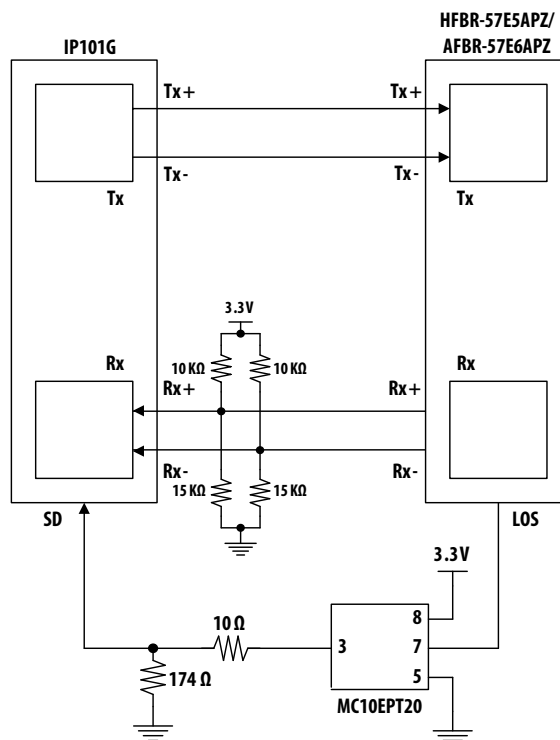 HFBR-57E5APZ/
AFBR-57E6APZ
IP101G
Tx+
Tx+
Tx-
Tx-
Tx
Tx
3.3V
Rx
10 KΩ
10 KΩ
Rx
Rx+
Rx+
Rx-
Rx-
15 KΩ
15 KΩ
SD
LOS
3.3V
10 Ω
8
3
7
174 Ω
5
MC10EPT20